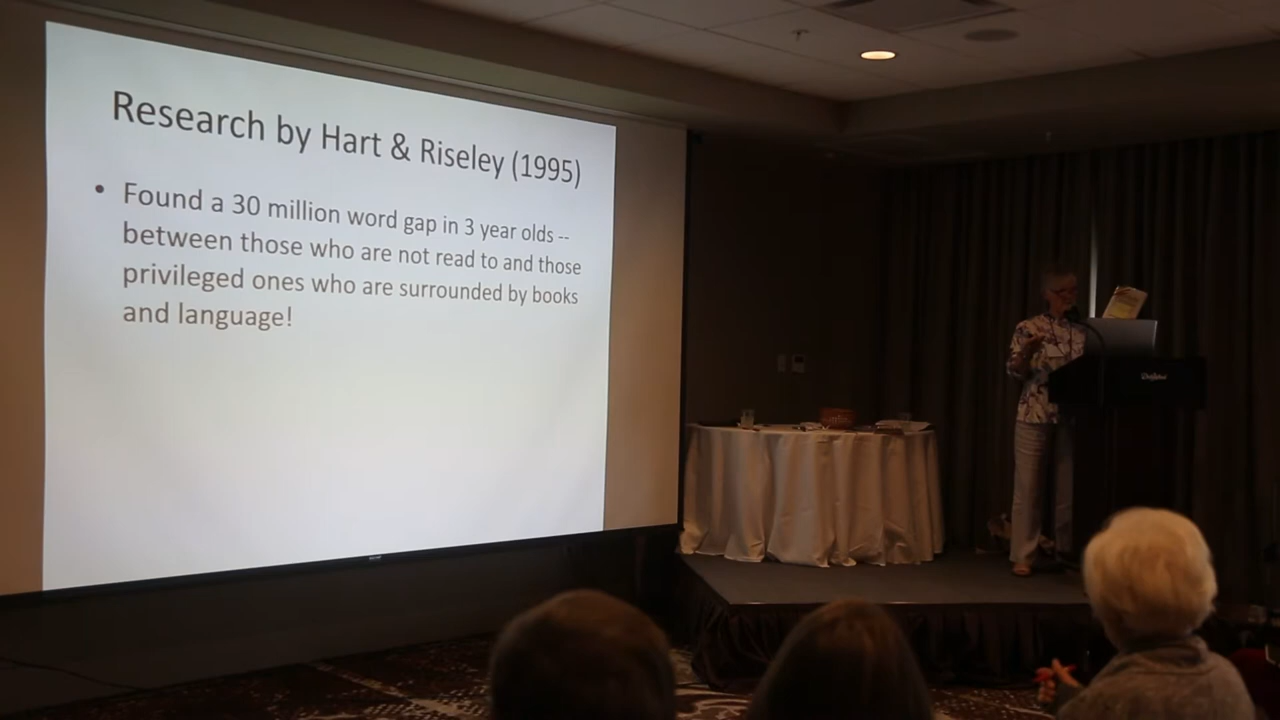 Research by Hart & Riseley (1995)
• Found a 30 million word gap in 3 year olds --
between those who are not read to and those
privileged ones who are surrounded by books
and language!